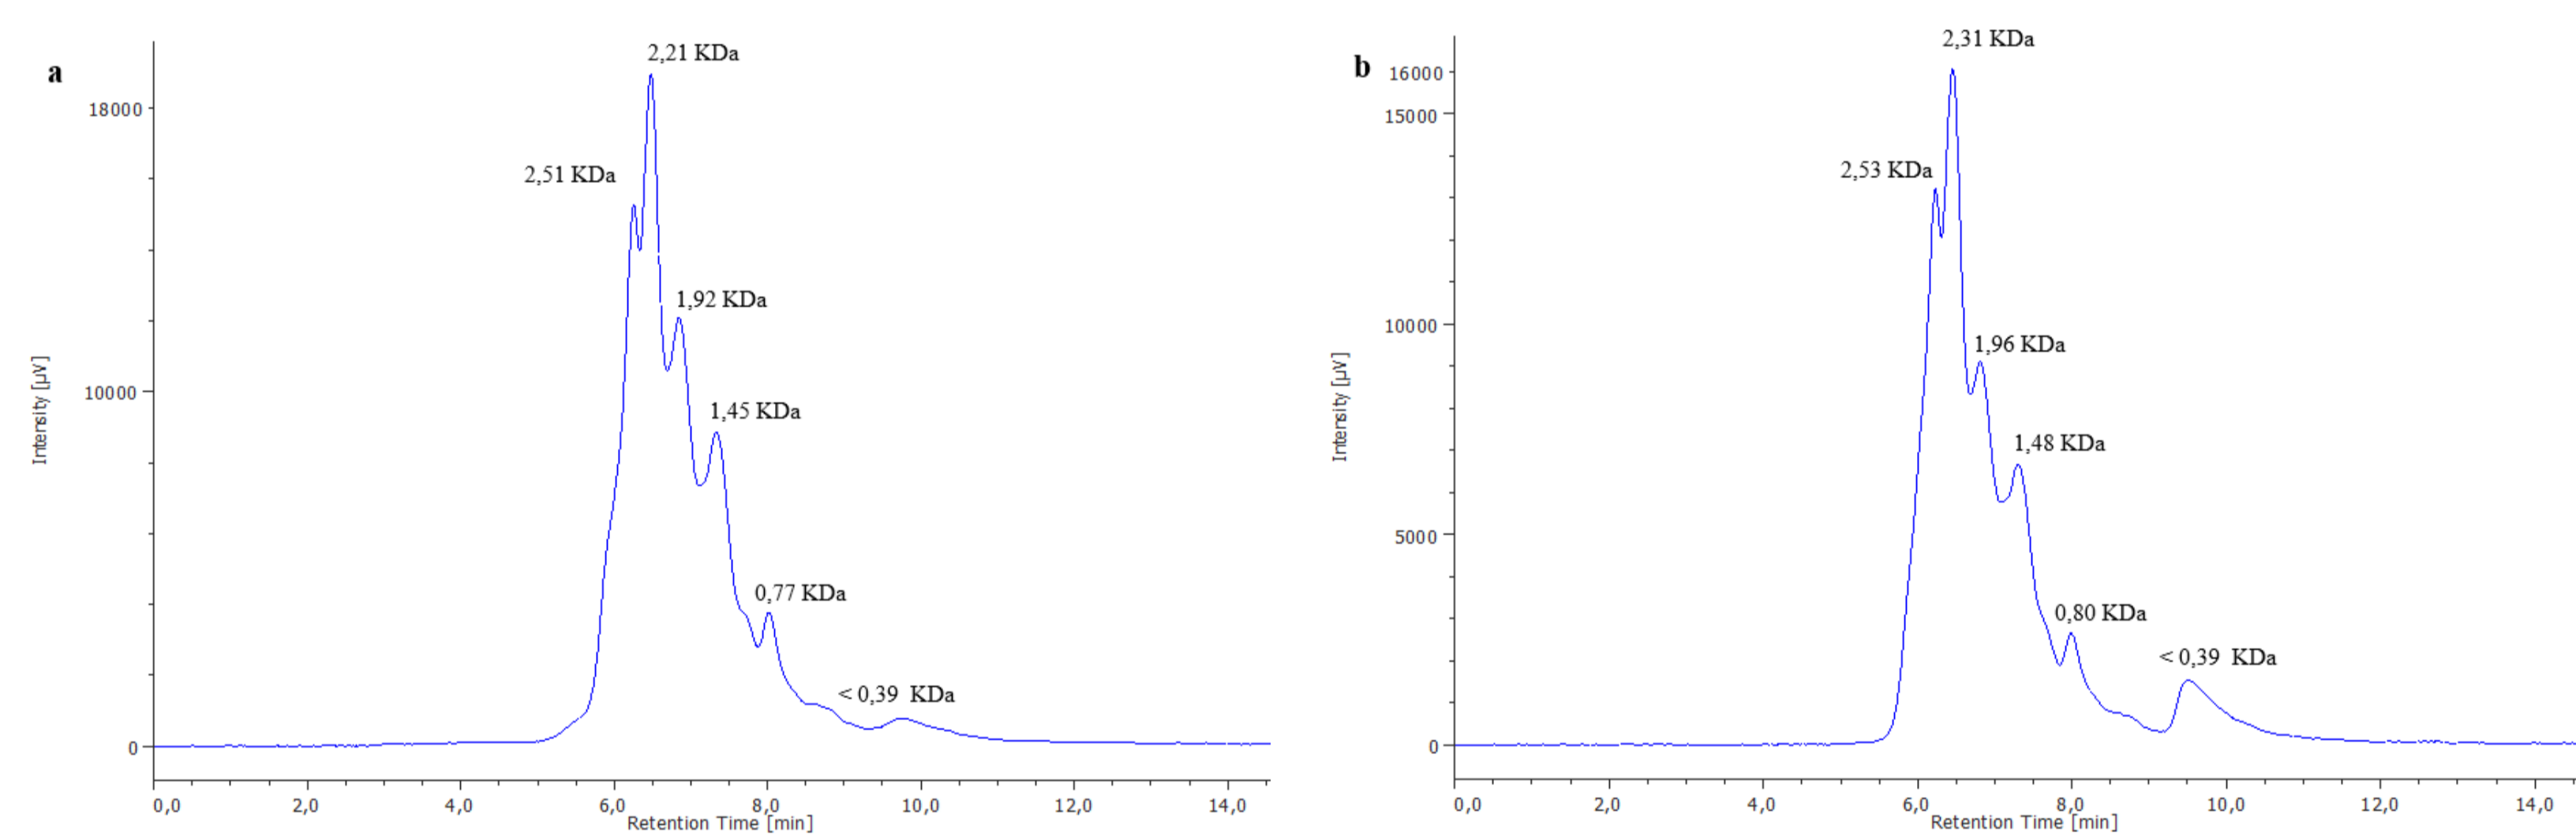 a
2,21 KDa
18000
2,51 KDa
1,92 KDa
10000
1,45 KDa
0,77 KDa
< 0,39 KDa
0
Intensity [µV]
0,0 2,0 4,0 6,0 8,0 10,0 12,0 14,0
Retention Time [min]
b
2,31 KDa
16000
15000
2,53 KDa
10000
1,96 KDa
1,48 KDa
5000
0,80 KDa
< 0,39 KDa
0
Intensity [µV]
0,0 2,0 4,0 6,0 8,0 10,0 12,0 14,0
Retention Time [min]